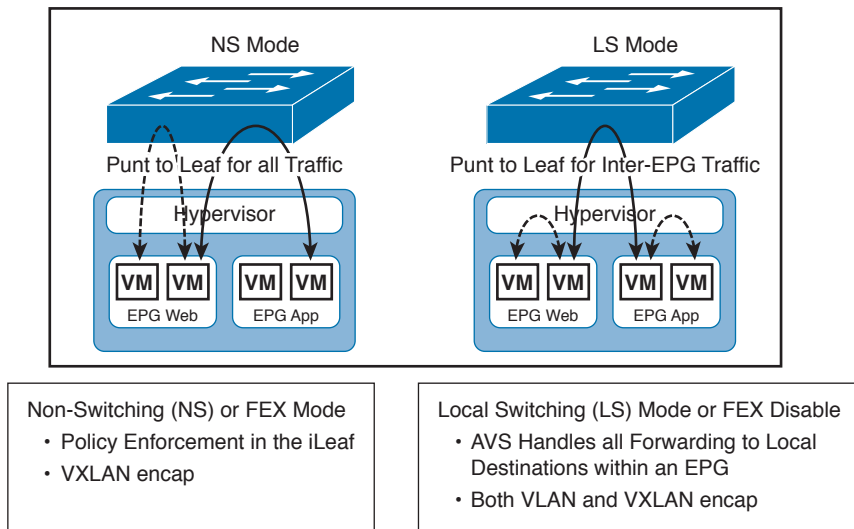 NS Mode
LS Mode
Punt to Leaf for all Traffic
Punt to Leaf for Inter-EPG Traffic
Hypervisor
Hypervisor
VM VM VM VM
VM VM VM VM
EPG Web
EPG App
EPG Web
EPG App
Non-Switching (NS) or FEX Mode
• Policy Enforcement in the iLeaf
• VXLAN encap
Local Switching (LS) Mode or FEX Disable
• AVS Handles all Forwarding to Local
Destinations within an EPG
• Both VLAN and VXLAN encap